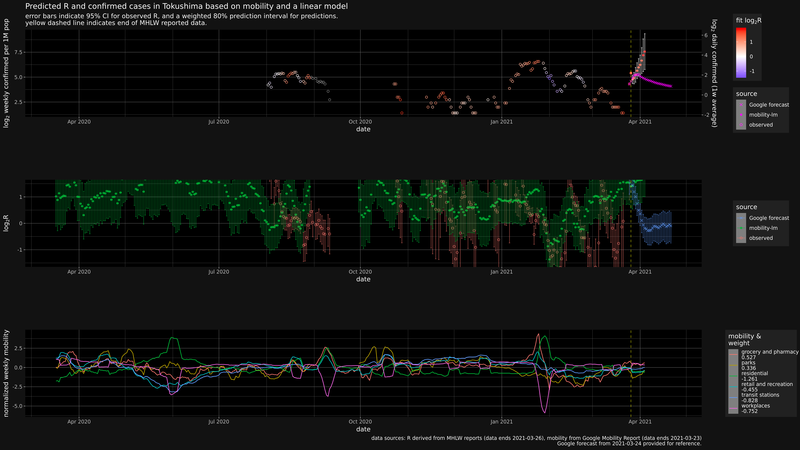 Predicted R and confirmed cases in Tokushima based on mobility and a linear model
error bars indicate 95% CI for observed R, and a weighted 80% prediction interval for predictions.
yellow dashed line indicates end of MHLW reported data.
log2 weekly confirmed per 1M pop
7.5
5.0
2.5
6
4
2
0
-2
log2 daily confirmed (1w average)
Apr 2020
Jul 2020
Oct 2020
Jan 2021
Apr 2021
date
fit log2R
1
0
-1
source
Google forecast
mobility-lm
observed
log2R
1
0
-1
Apr 2020
Jul 2020
Oct 2020
Jan 2021
Apr 2021
date
source
Google forecast
mobility-lm
observed
normalized weekly mobility
2.5
0.0
-2.5
-5.0
Apr 2020
Jul 2020
Oct 2020
Jan 2021
Apr 2021
date
mobility &
weight
grocery and pharmacy
0.527
parks
0.336
residential
-1.261
retail and recreation
-0.455
transit stations
-0.828
workplaces
-0.752
data sources: R derived from MHLW reports (data ends 2021-03-26), mobility from Google Mobility Report (data ends 2021-03-23)
Google forecast from 2021-03-24 provided for reference.